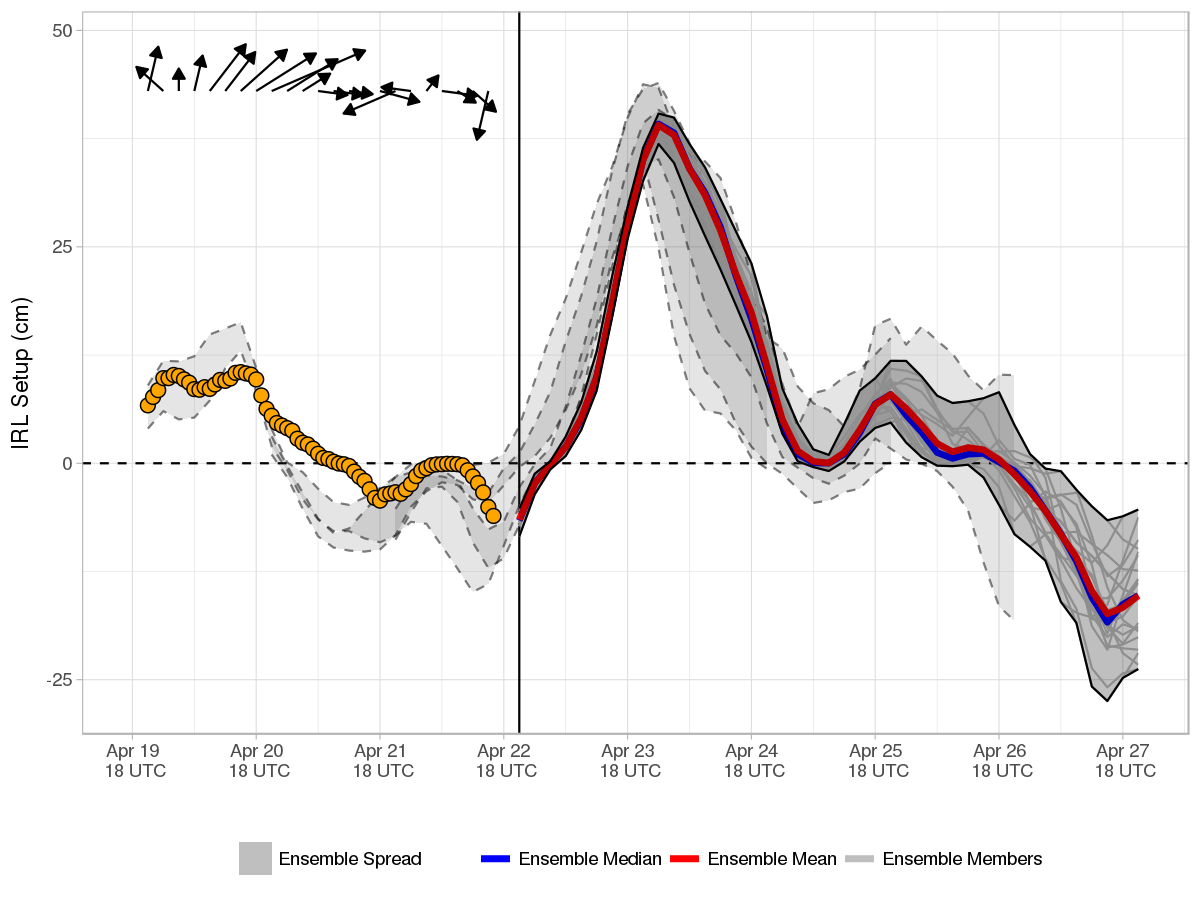 50
25
0
-25
IRL Setup (cm)
Apr 19 Apr 20 Apr 21 Apr 22 Apr 23 Apr 24 Apr 25 Apr 26 Apr 27
18 UTC 18 UTC 18 UTC 18 UTC 18 UTC 18 UTC 18 UTC 18 UTC 18 UTC
Ensemble Spread Ensemble Median Ensemble Mean Ensemble Members